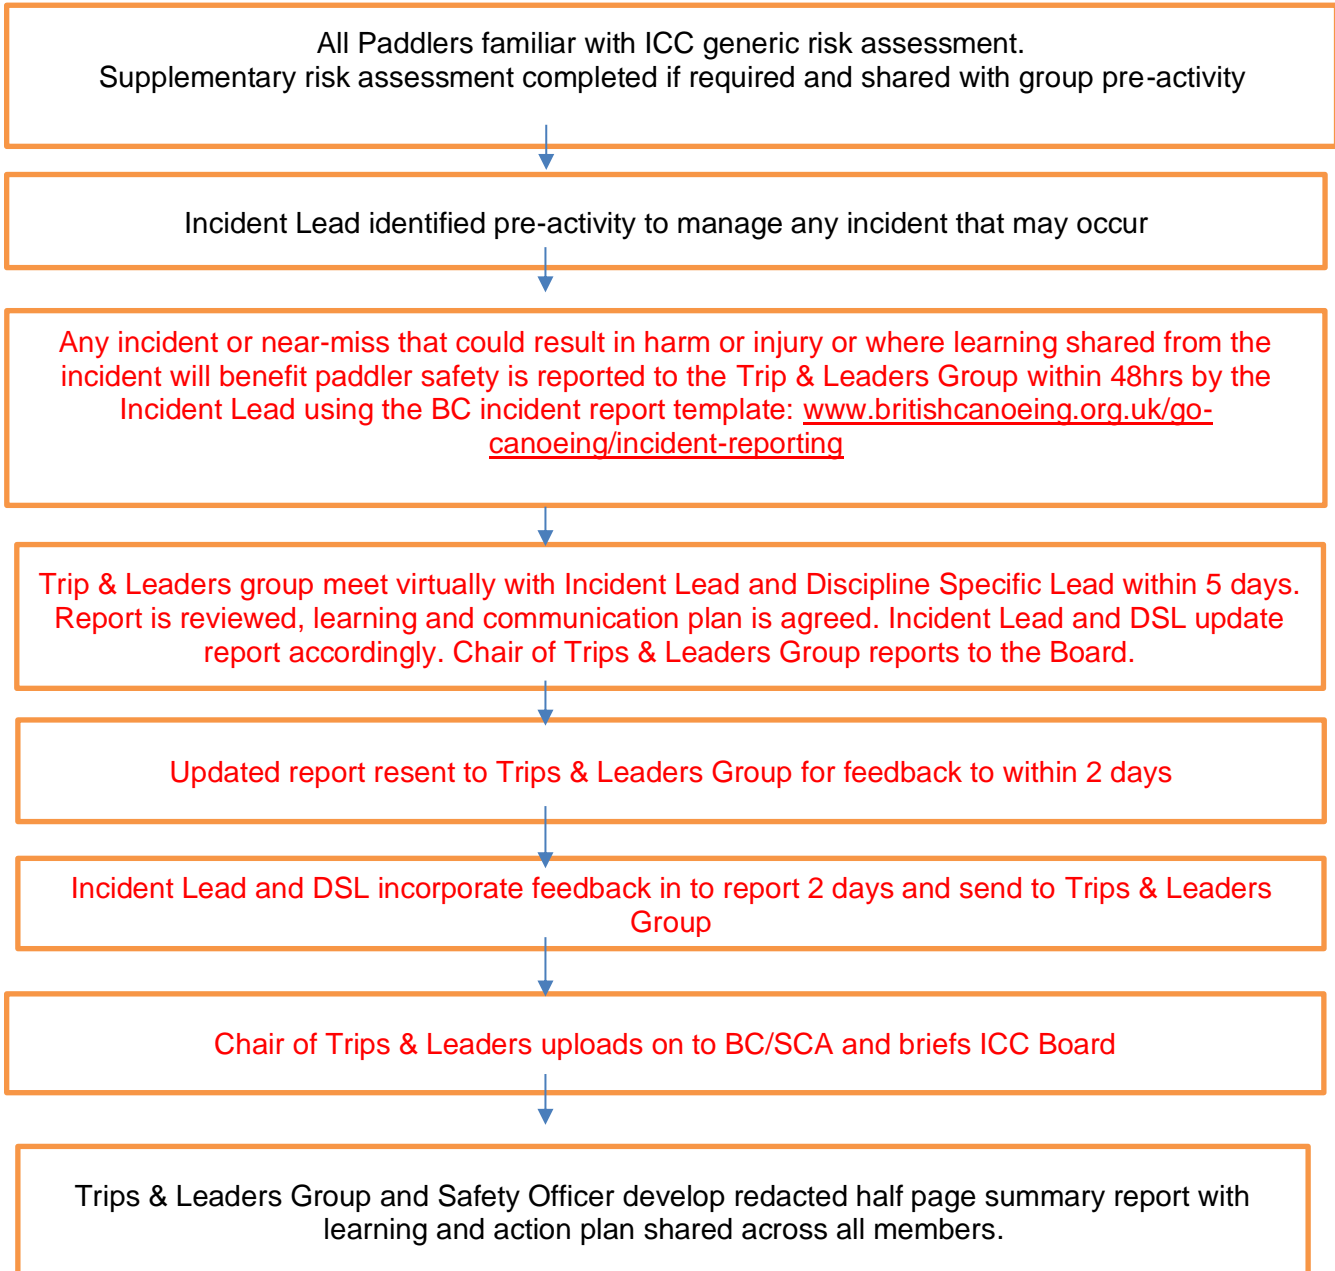 All Paddlers familiar with ICC generic risk assessment.
Supplementary risk assessment completed if required and shared with group pre-activity
Incident Lead identified pre-activity to manage any incident that may occur
Any incident or near-miss that could result in harm or injury or where learning shared from the
incident will benefit paddler safety is reported to the Trip & Leaders Group within 48hrs by the
Incident Lead using the BC incident report template: www.britishcanoeing.org.uk/go-
canoeing/incident-reporting
Trip & Leaders group meet virtually with Incident Lead and Discipline Specific Lead within 5 days.
Report is reviewed, learning and communication plan is agreed. Incident Lead and DSL update
report accordingly. Chair of Trips & Leaders Group reports to the Board.
Updated report resent to Trips & Leaders Group for feedback to within 2 days
Incident Lead and DSL incorporate feedback in to report 2 days and send to Trips & Leaders
Group
Chair of Trips & Leaders uploads on to BC/SCA and briefs ICC Board
Trips & Leaders Group and Safety Officer develop redacted half page summary report with
learning and action plan shared across all members.